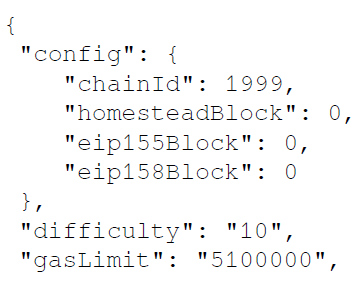 {
"config": {
"chainId": 1999,
"homesteadBlock": 0,
"eip155Block": 0,
"eip158Block": 0
},
"difficulty": "10",
"gasLimit": "5100000",